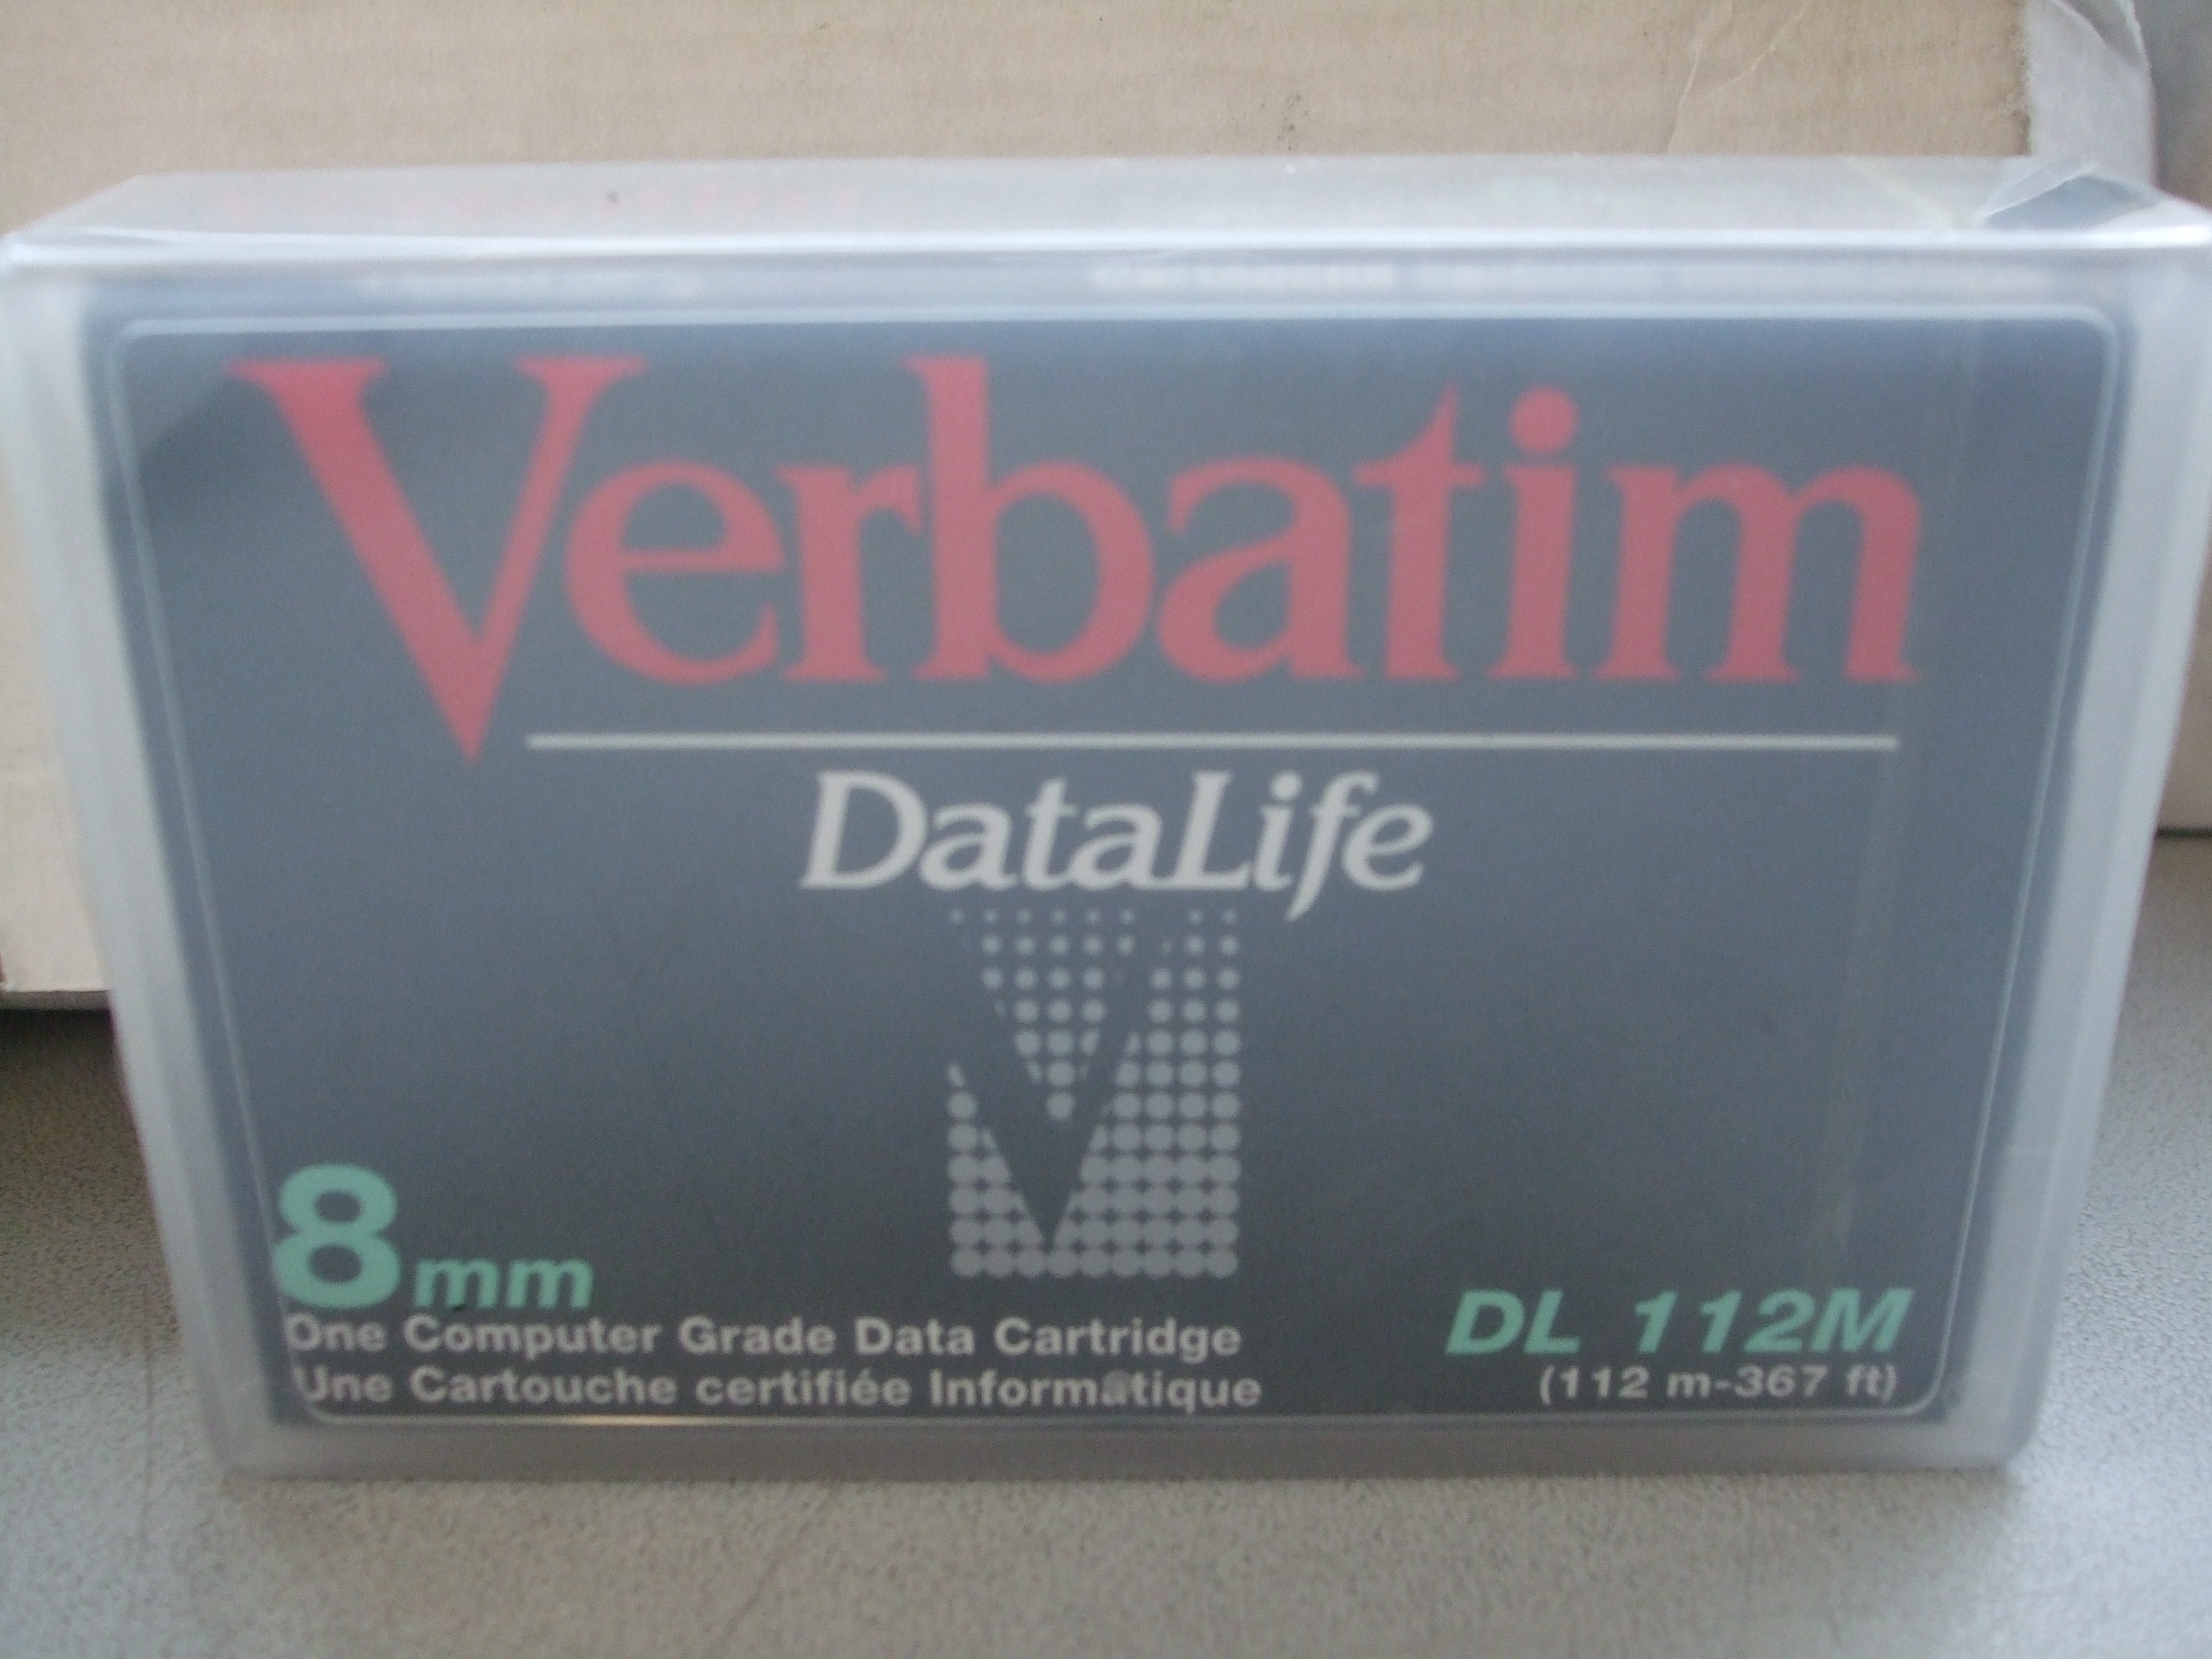 Verbatim
DataLife
8mm
One Computer Grade Data Cartridge
Une Cartouche certifiée Informatique
DL 112M
(112 m-367 ft)